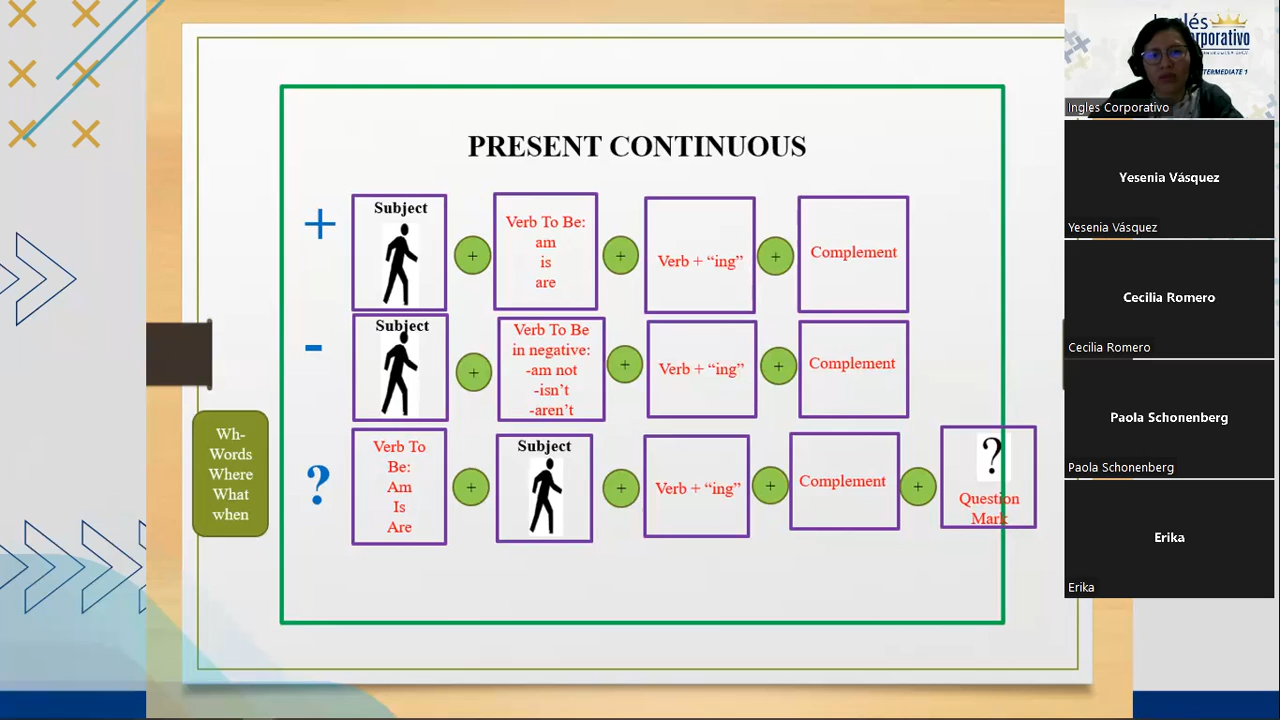 PRESENT CONTINUOUS
+
Subject
+
Verb To Be:
am
is
are
+
Verb + “ing”
+
Complement
-
Subject
+
Verb To Be
in negative:
-am not
-isn’t
-aren’t
+
Verb + “ing”
+
Complement
Wh-
Words
Where
What
when
?
Verb To
Be:
Am
Is
Are
+
Subject
+
Verb + “ing”
+
Complement
+
?
Question
Mark
Inglés
Ingles Corporativo
Yesenia Vásquez
Yesenia Vásquez
Cecilia Romero
Cecilia Romero
Paola Schonenberg
Paola Schonenberg
Erika
Erika